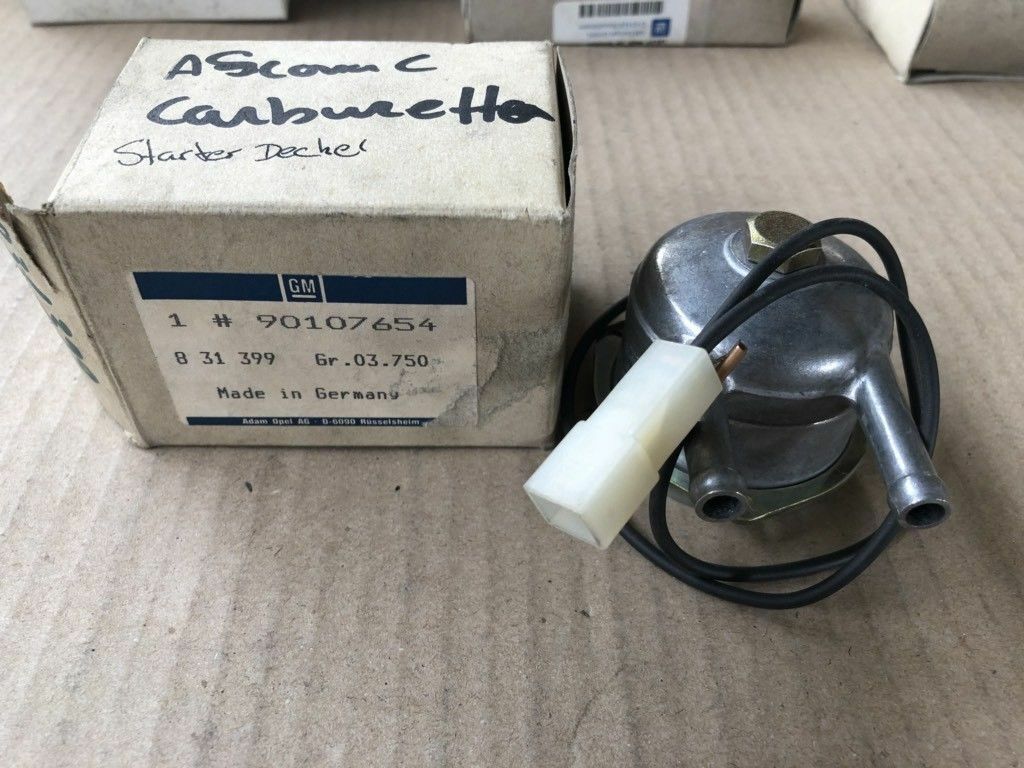 AScona C
Carburetta
Starter Deckel
GM
1 # 90107654
8 31 399 Gr.03.750
Made in Germany
Adam Opel AG · D-6090 Rüsselsheim
GM